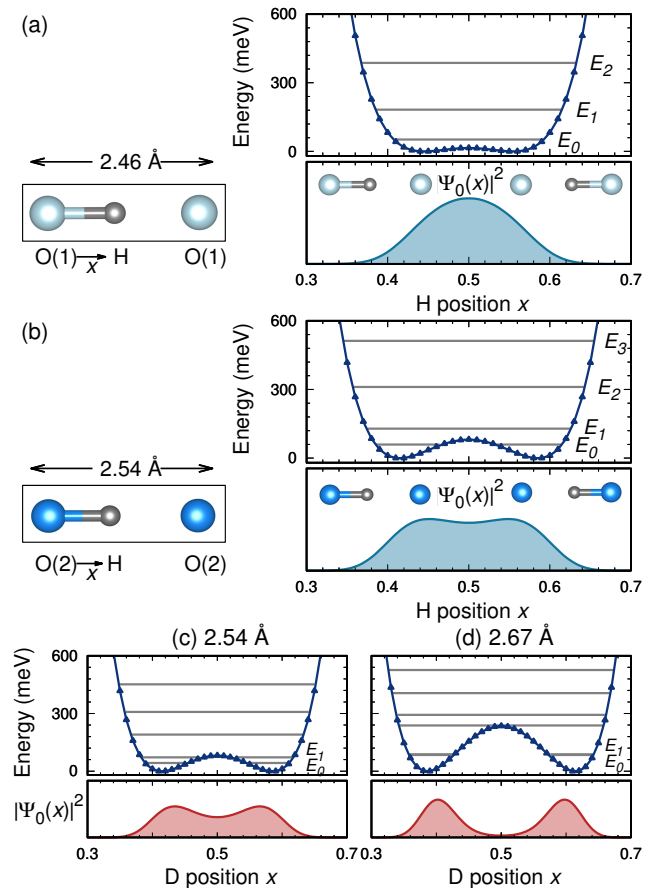 (a)
600
300
0
Energy (meV)
E2
E1
E0
2.46 Å
O(1) x H O(1)
|Ψ0(x)|2
0.3 0.4 0.5 0.6 0.7
H position x
(b)
600
300
0
Energy (meV)
E3
E2
E1
E0
2.54 Å
O(2) x H O(2)
|Ψ0(x)|2
0.3 0.4 0.5 0.6 0.7
H position x
(c) 2.54 Å
600
300
0
Energy (meV)
E1
E0
|Ψ0(x)|2
0.3 0.5 0.7
D position x
(d) 2.67 Å
E1
E0
0.3 0.5 0.7
D position x